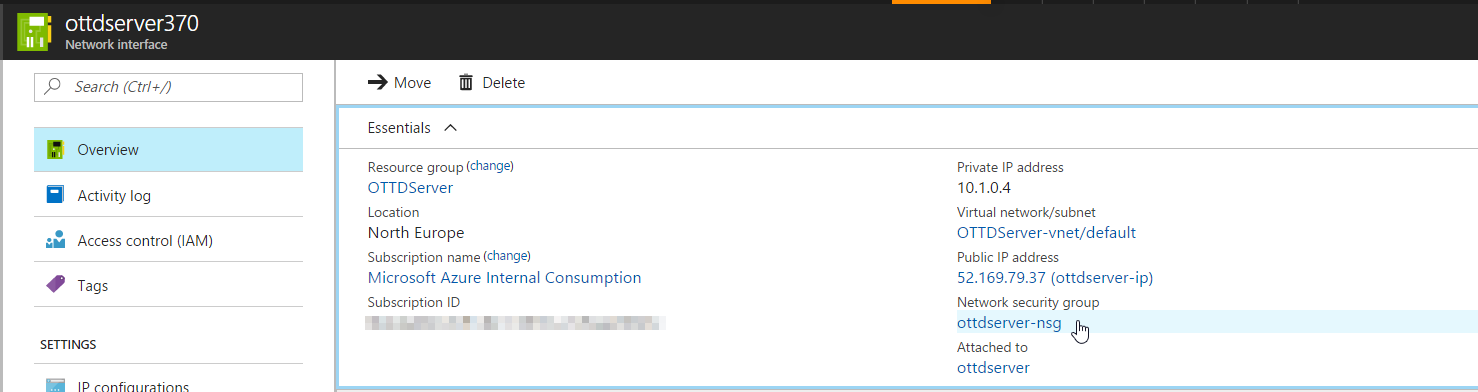 ottdserver370
Network interface
Search (Ctrl+/)
Overview
Activity log
Access control (IAM)
Tags
SETTINGS
IP configurations
Move
Delete
Essentials
Resource group (change)
OTTDServer
Location
North Europe
Subscription name (change)
Microsoft Azure Internal Consumption
Subscription ID
Private IP address
10.1.0.4
Virtual network/subnet
OTTDServer-vnet/default
Public IP address
52.169.79.37 (ottdserver-ip)
Network security group
ottdserver-nsg
Attached to
ottdserver